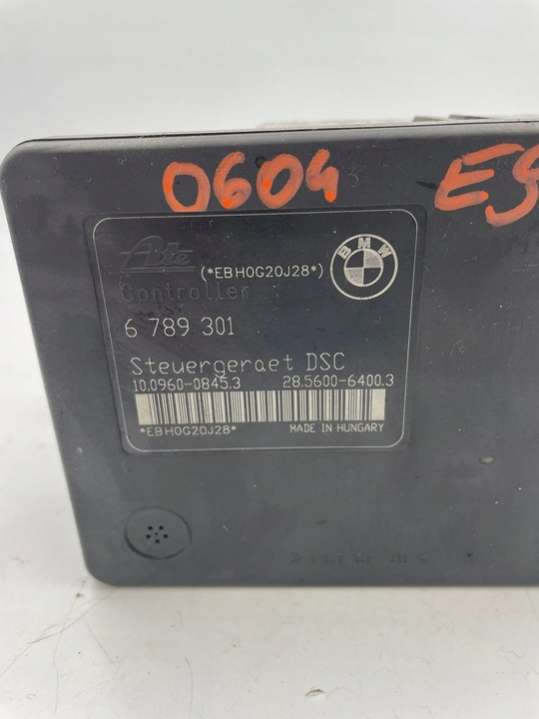 0604 E9
Ate
(*EBH0G20J28*)
BMW
Controller
6 789 301
Steuergeraet DSC
10.0960-0845.3 28.5600-6400.3
*EBH0G20J28* MADE IN HUNGARY